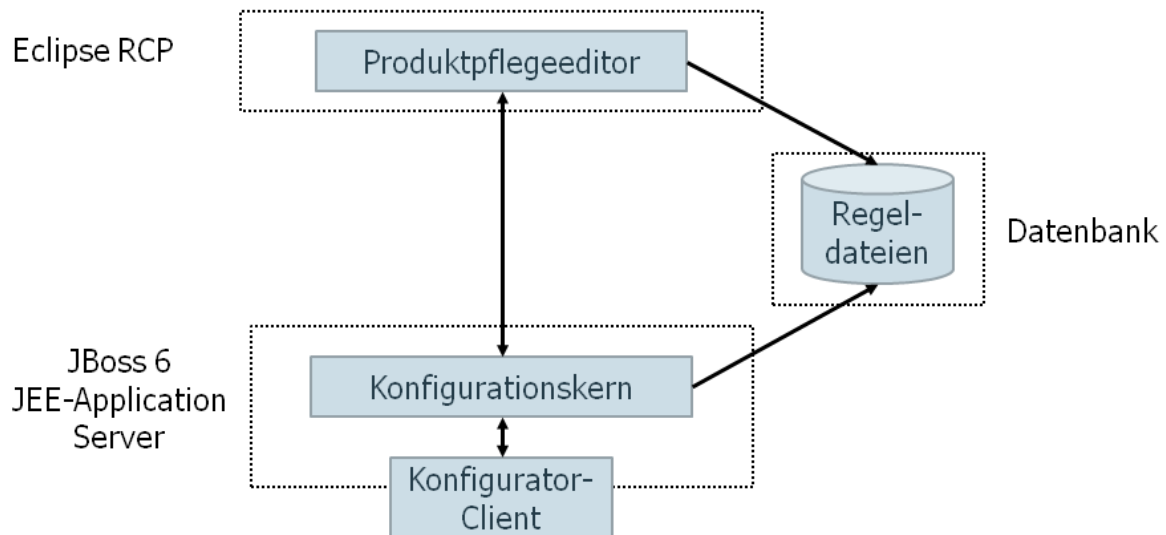 Eclipse RCP
Produktpflegeeditor
Regel-
dateien
Datenbank
JBoss 6
JEE-Application
Server
Konfigurationskern
Konfigurator-
Client